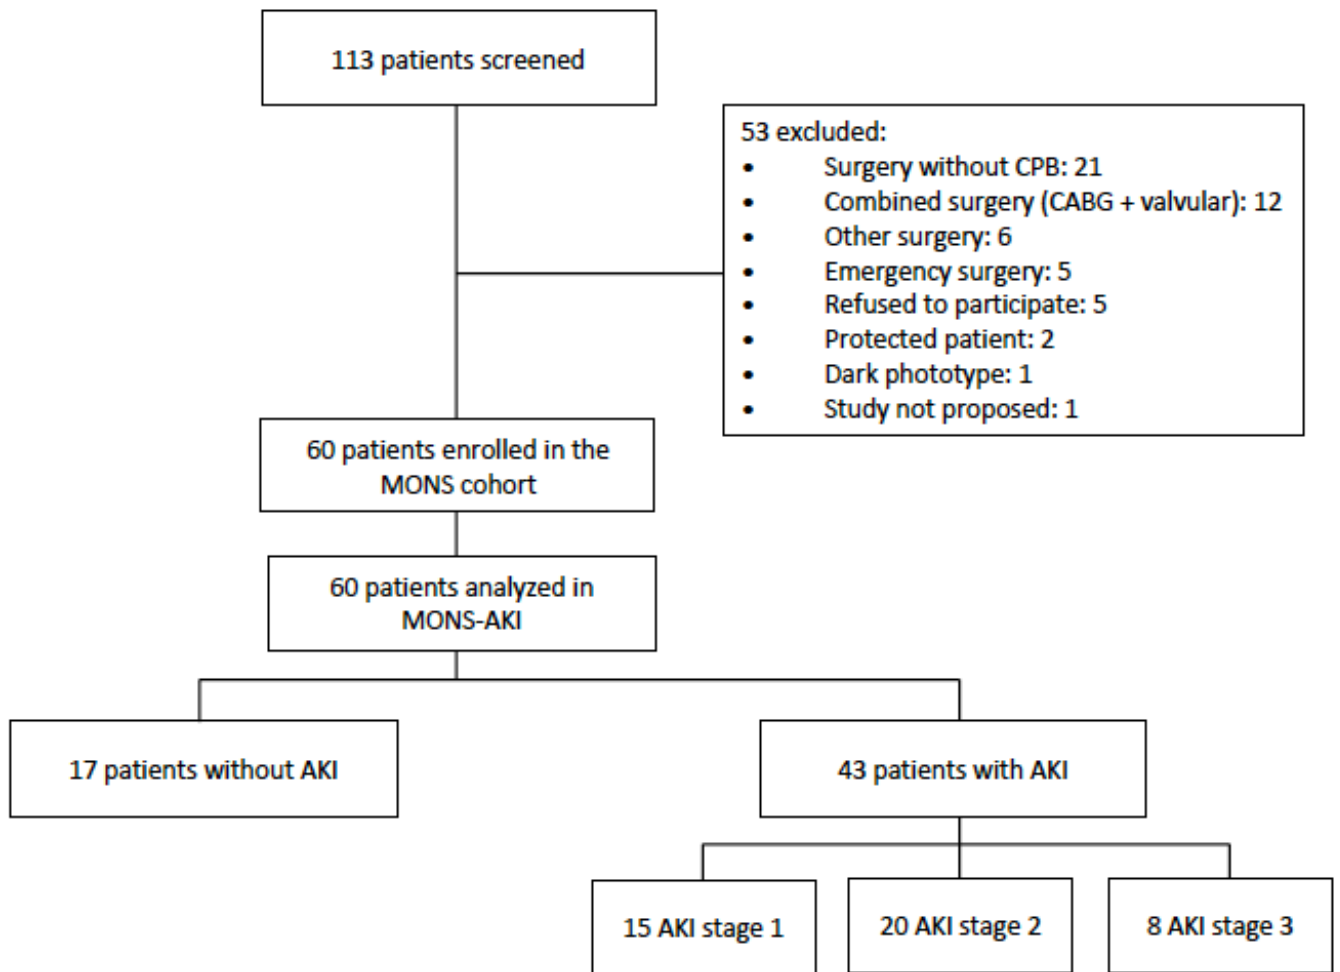 113 patients screened
53 excluded:
• Surgery without CPB: 21
• Combined surgery (CABG + valvular): 12
• Other surgery: 6
• Emergency surgery: 5
• Refused to participate: 5
• Protected patient: 2
• Dark phototype: 1
• Study not proposed: 1
60 patients enrolled in the
MONS cohort
60 patients analyzed in
MONS-AKI
17 patients without AKI
43 patients with AKI
15 AKI stage 1
20 AKI stage 2
8 AKI stage 3